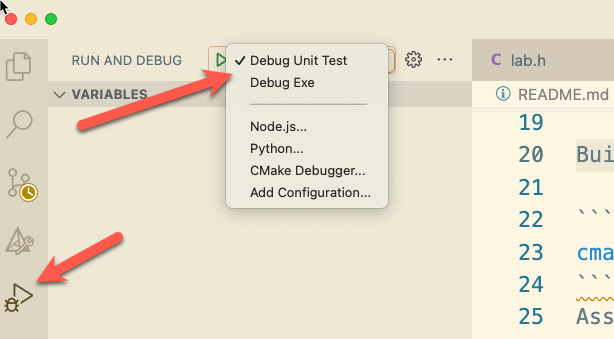 RUN AND DEBUG
VARIABLES
✓ Debug Unit Test
Debug Exe
Node.js...
Python...
CMake Debugger...
Add Configuration...
C lab.h
README.md
19
20 Bui
21
22 ```
23 cma
24 ```
25 Ass